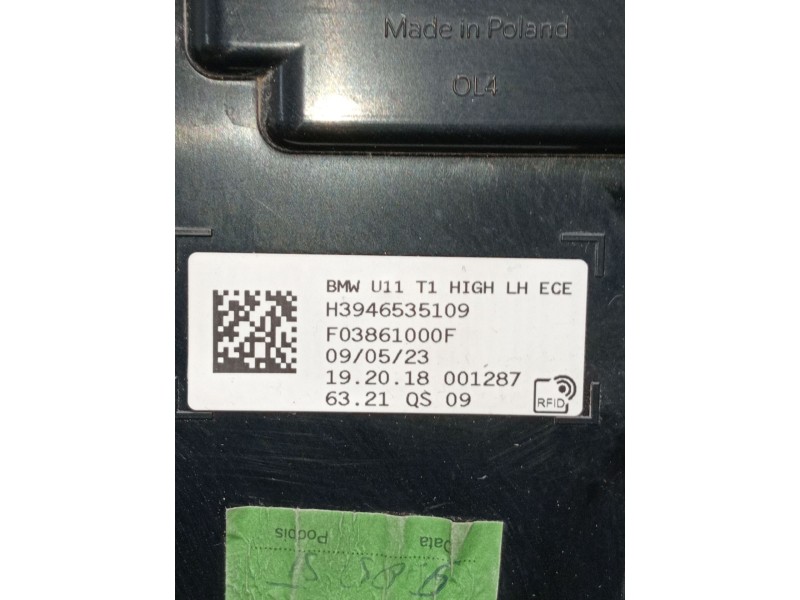 Made in Poland
OL4
BMW U11 T1 HIGH LH ECE
H3946535109
F03861000F
09/05/23
19.20.18 001287
63.21 QS 09
RFID
Data
Podpis